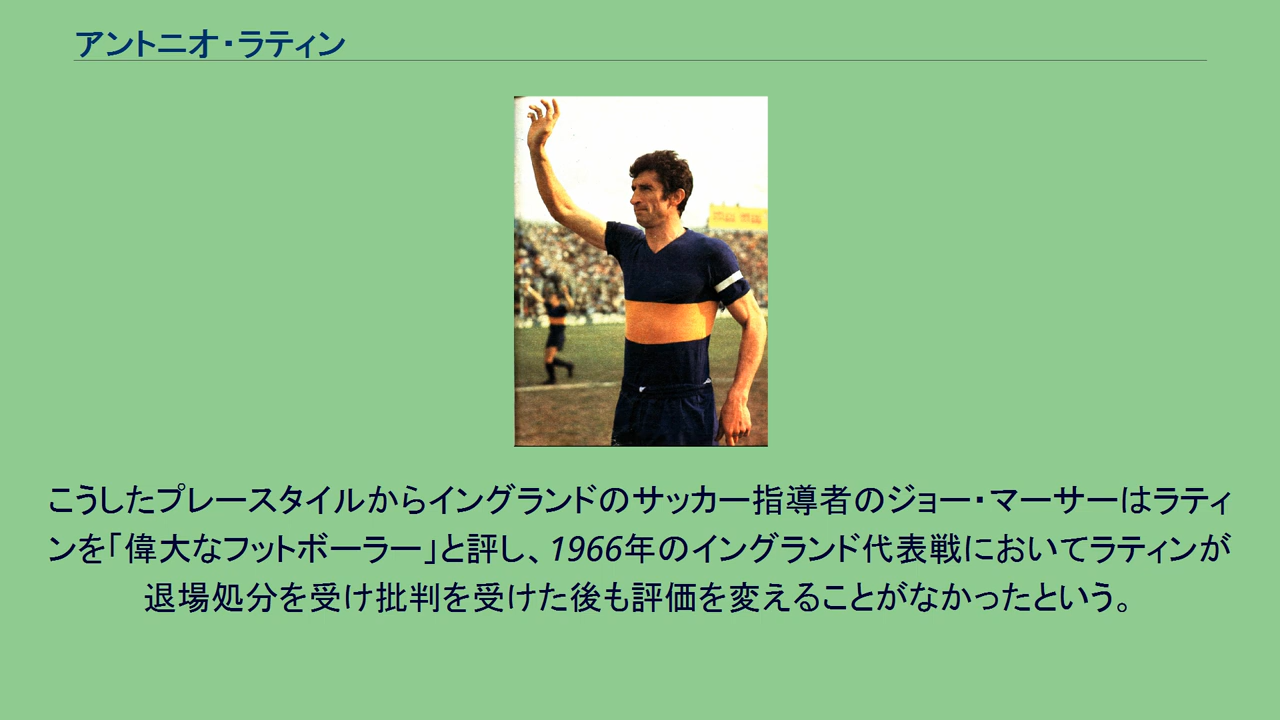 アントニオ・ラティン
こうしたプレースタイルからイングランドのサッカー指導者のジョー・マーサーはラティ
ンを「偉大なフットボーラー」と評し、1966年のイングランド代表戦においてラティンが
退場処分を受け批判を受けた後も評価を変えることがなかったという。